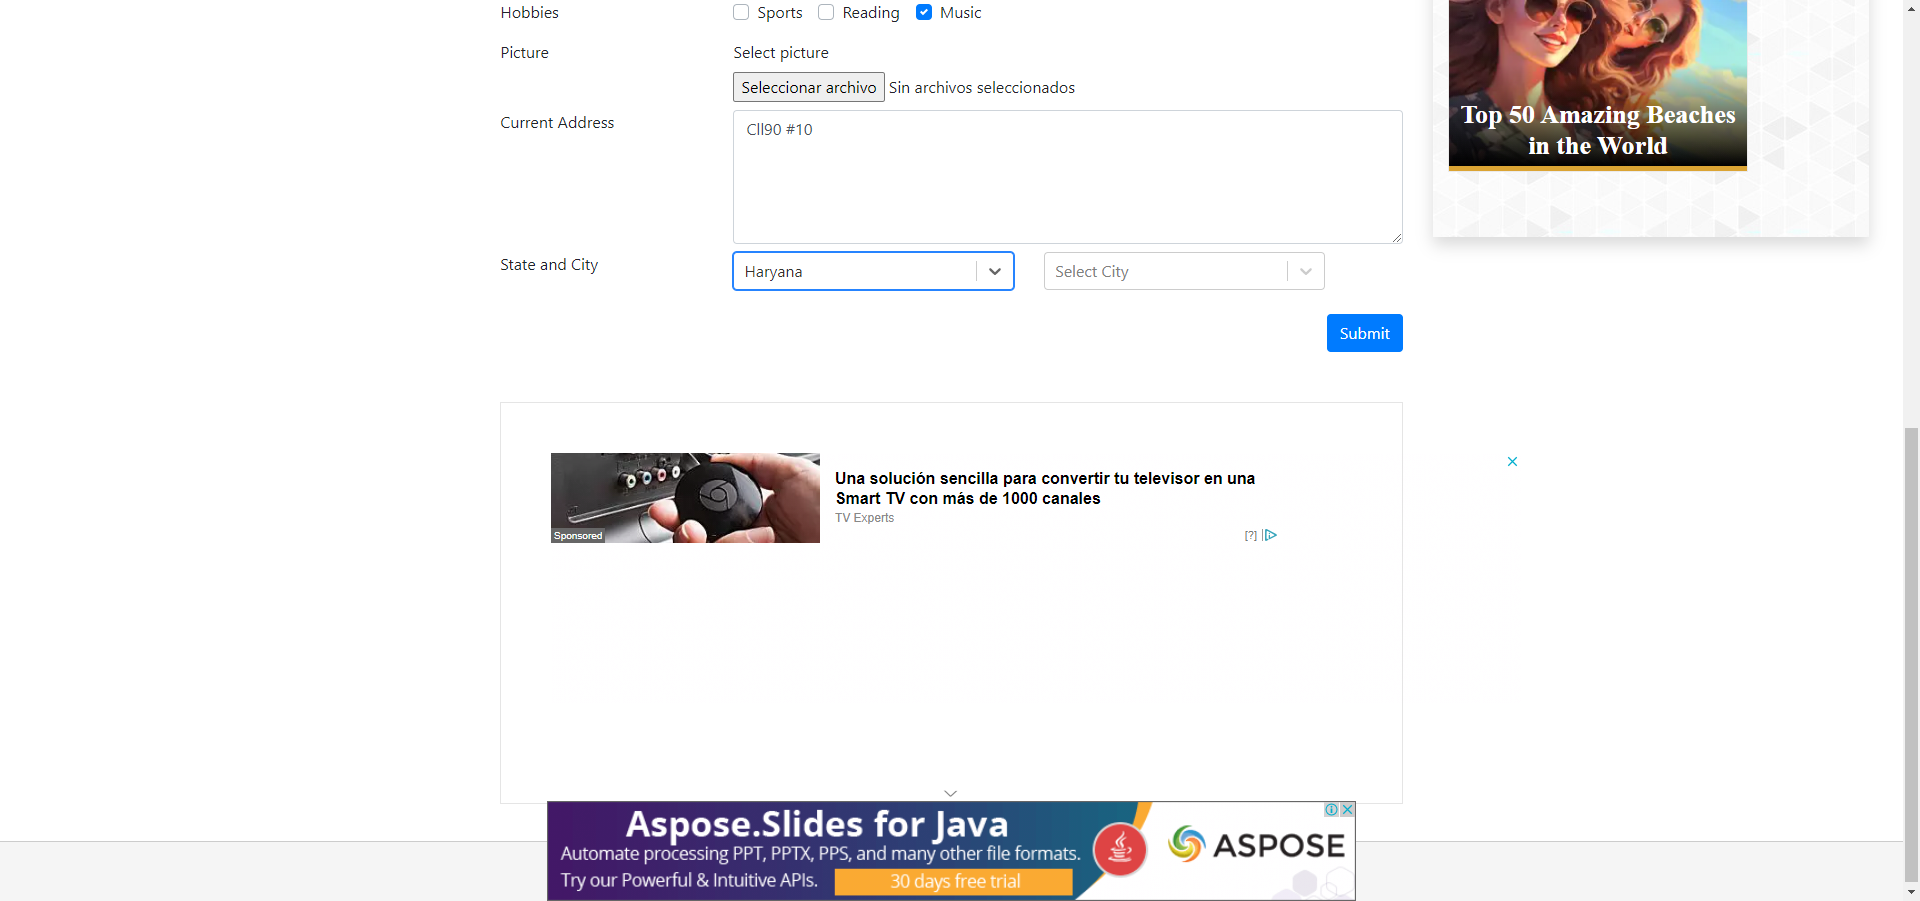 Hobbies
Sports Reading Music
Picture
Select picture
Seleccionar archivo Sin archivos seleccionados
Current Address
Cll90 #10
State and City
Haryana
Select City
Submit
Top 50 Amazing Beaches
in the World
Una solución sencilla para convertir tu televisor en una
Smart TV con más de 1000 canales
TV Experts
Sponsored
[?]
Aspose.Slides for Java
Automate processing PPT, PPTX, PPS, and many other file formats.
Try our Powerful & Intuitive APIs.
30 days free trial
ASPOSE